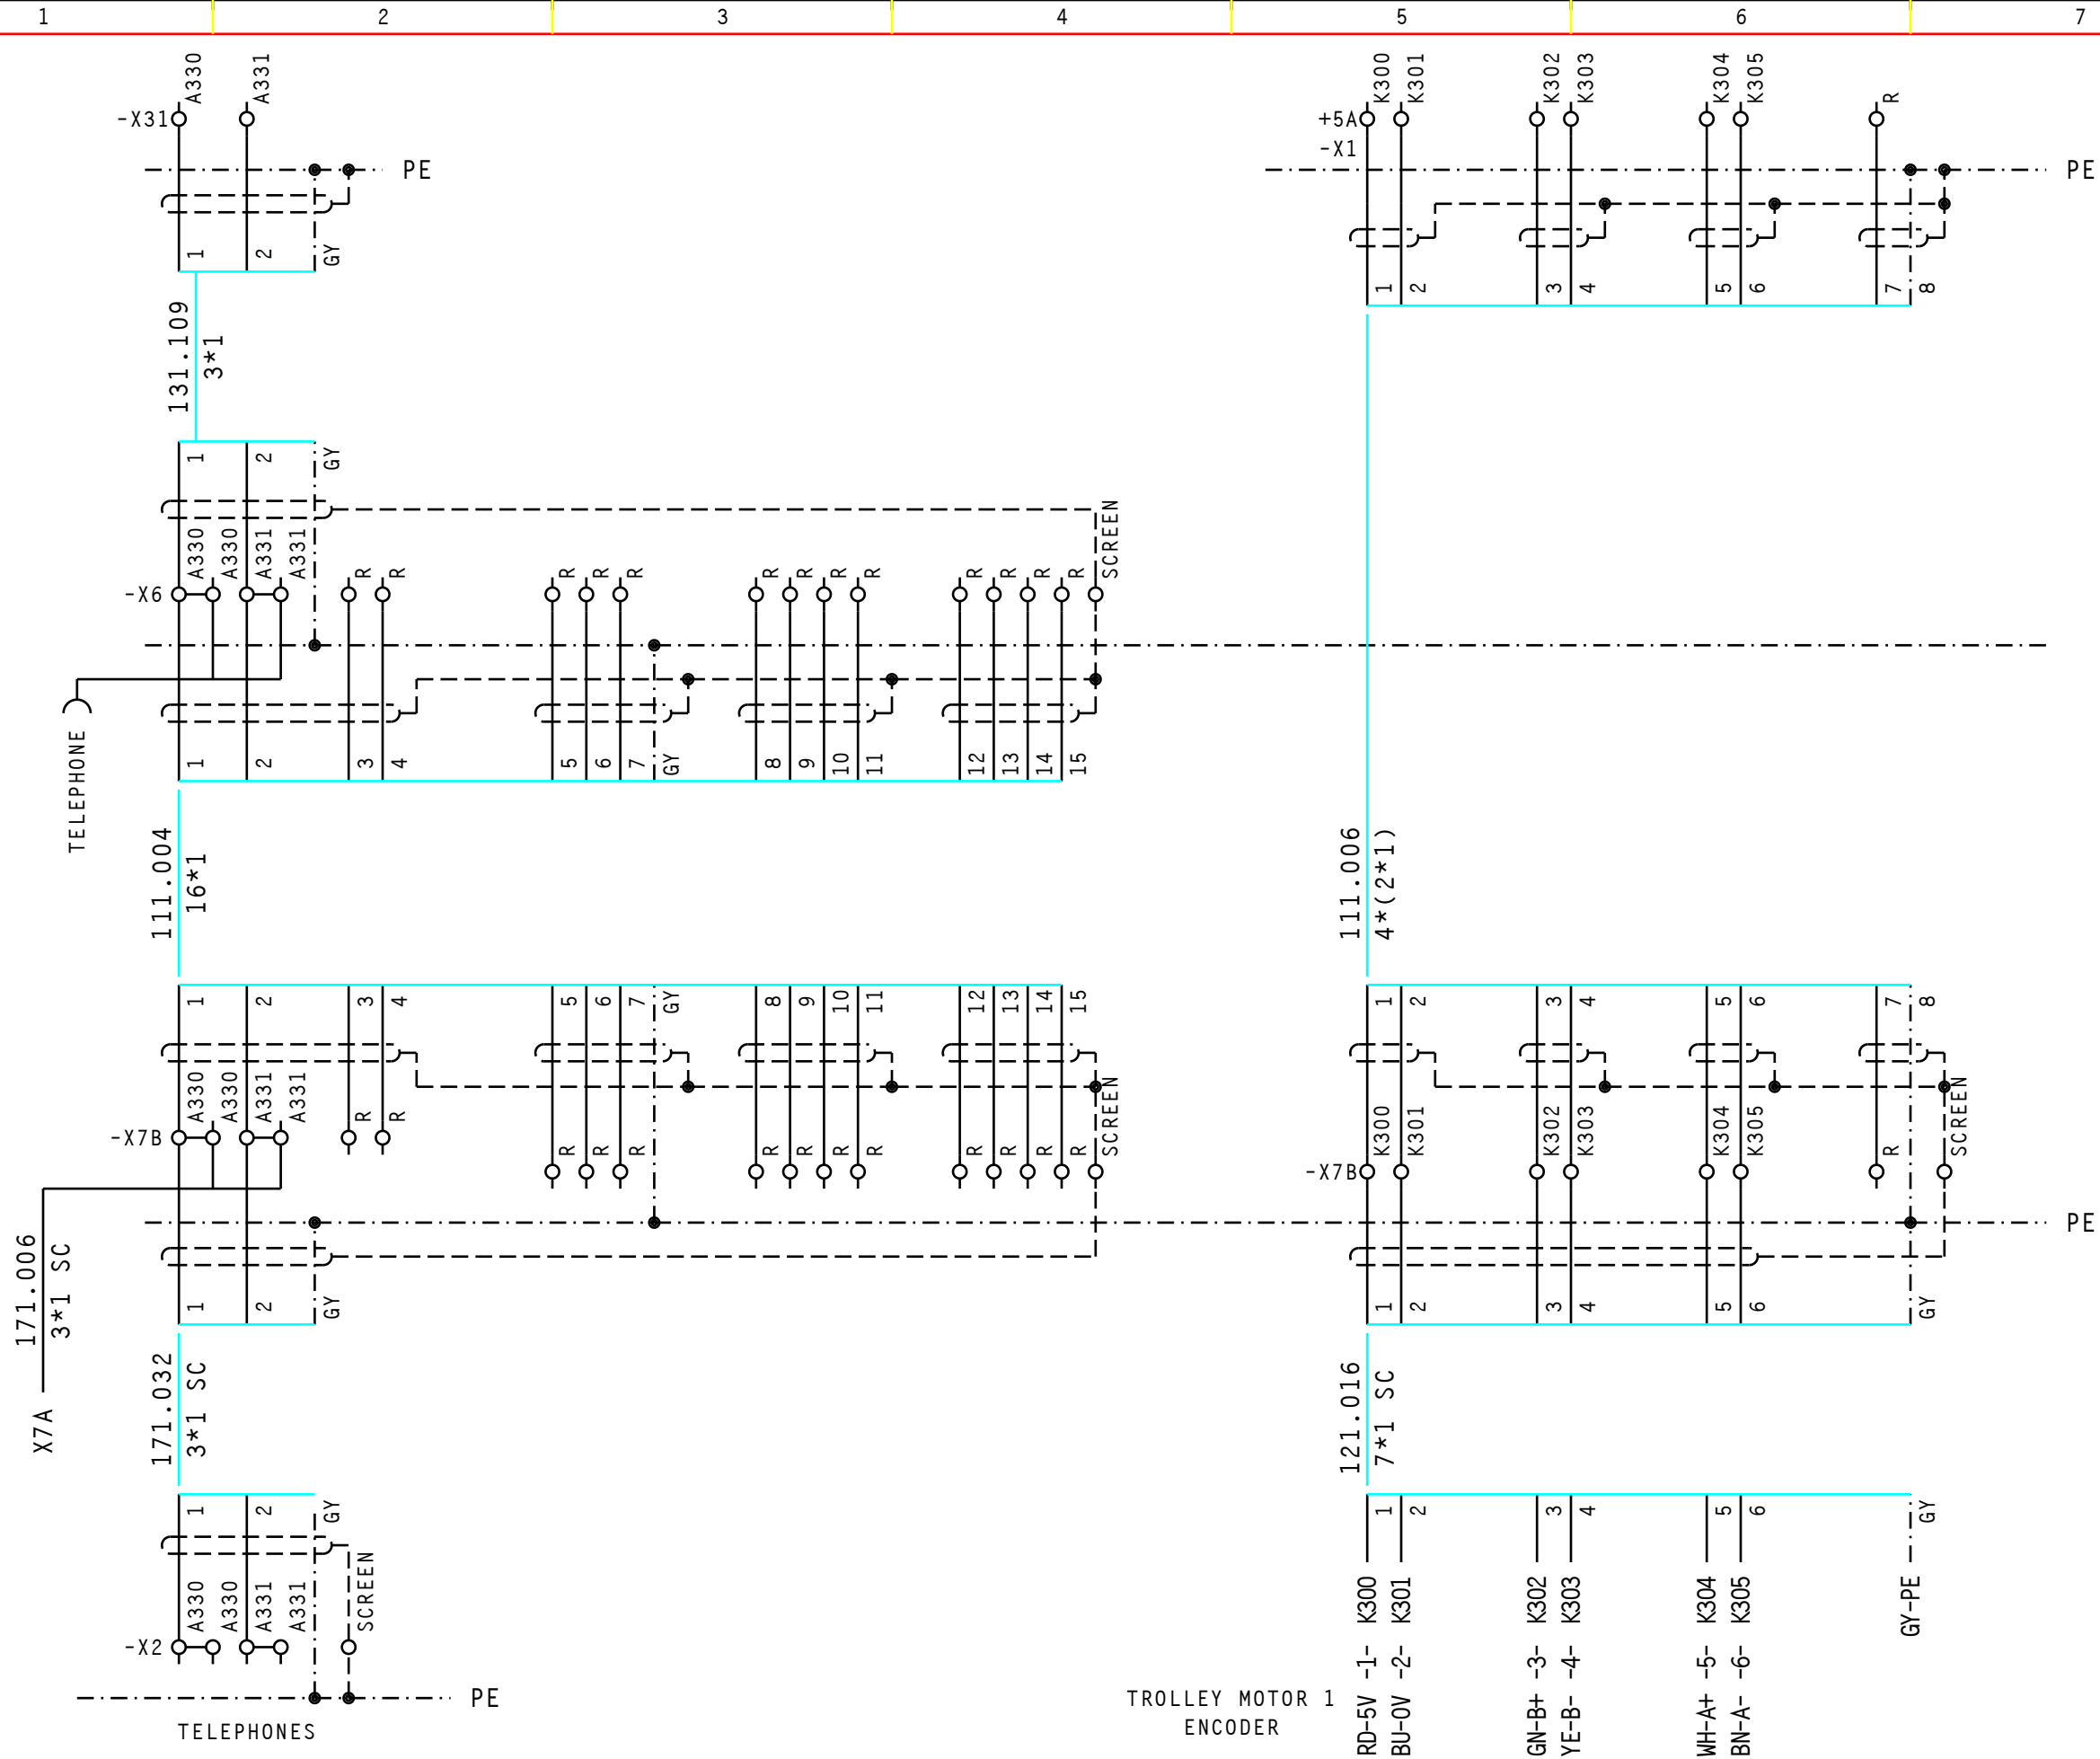 1 2 3 4 5 6 7
A330 A331
-X31
PE
1 2 GY
131.109
3*1
1 2 GY
A330 A330 A331 A331 R R R R R R R R R R R R R SCREEN
-X6
TELEPHONE
1 2 3 4 5 6 7 GY 8 9 10 11 12 13 14 15
111.004
16*1
1 2 3 4 5 6 7 GY 8 9 10 11 12 13 14 15
A330 A330 A331 A331 R R R R R R R R R R R R R SCREEN
-X7B
171.006
3*1 SC
X7A
1 2 GY
171.032
3*1 SC
1 2 GY
A330 A330 A331 A331 SCREEN
-X2
PE
TELEPHONES
K300 K301 K302 K303 K304 K305 R
+5A
-X1
PE
1 2 3 4 5 6 7 8
111.006
4*(2*1)
1 2 3 4 5 6 7 8
K300 K301 K302 K303 K304 K305 R SCREEN
-X7B
PE
1 2 3 4 5 6 GY
121.016
7*1 SC
1 2 3 4 5 6 GY
TROLLEY MOTOR 1
ENCODER
RD-5V -1- K300
BU-0V -2- K301
GN-B+ -3- K302
YE-B- -4- K303
WH-A+ -5- K304
BN-A- -6- K305
GY-PE